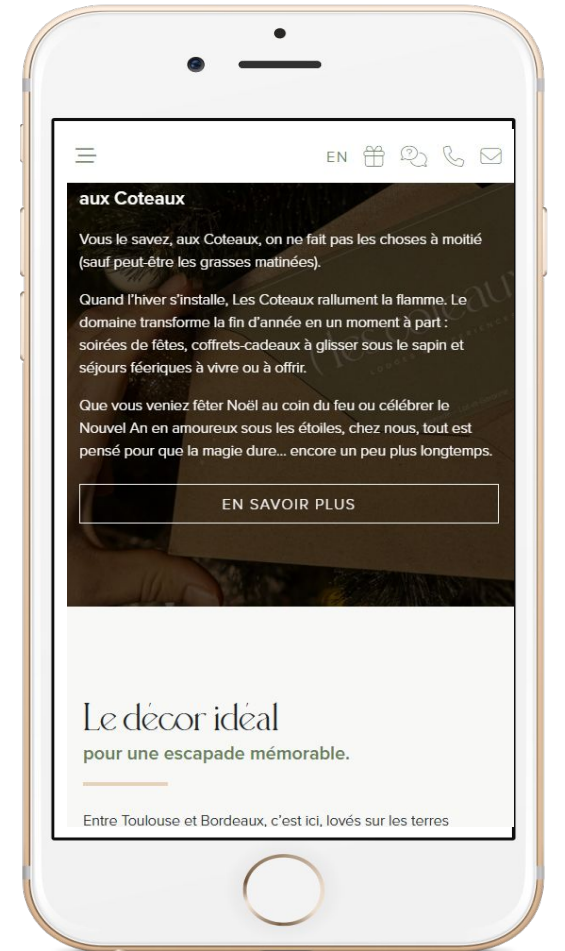 EN
aux Coteaux
Vous le savez, aux Coteaux, on ne fait pas les choses à moitié
(sauf peut-être les grasses matinées).
Quand l’hiver s’installe, Les Coteaux rallument la flamme. Le
domaine transforme la fin d’année en un moment à part :
soirées de fêtes, coffrets-cadeaux à glisser sous le sapin et
séjours féeriques à vivre ou à offrir.
Que vous veniez fêter Noël au coin du feu ou célébrer le
Nouvel An en amoureux sous les étoiles, chez nous, tout est
pensé pour que la magie dure... encore un peu plus longtemps.
EN SAVOIR PLUS
les coteaux
Le décor idéal
pour une escapade mémorable.
Entre Toulouse et Bordeaux, c’est ici, lovés sur les terres